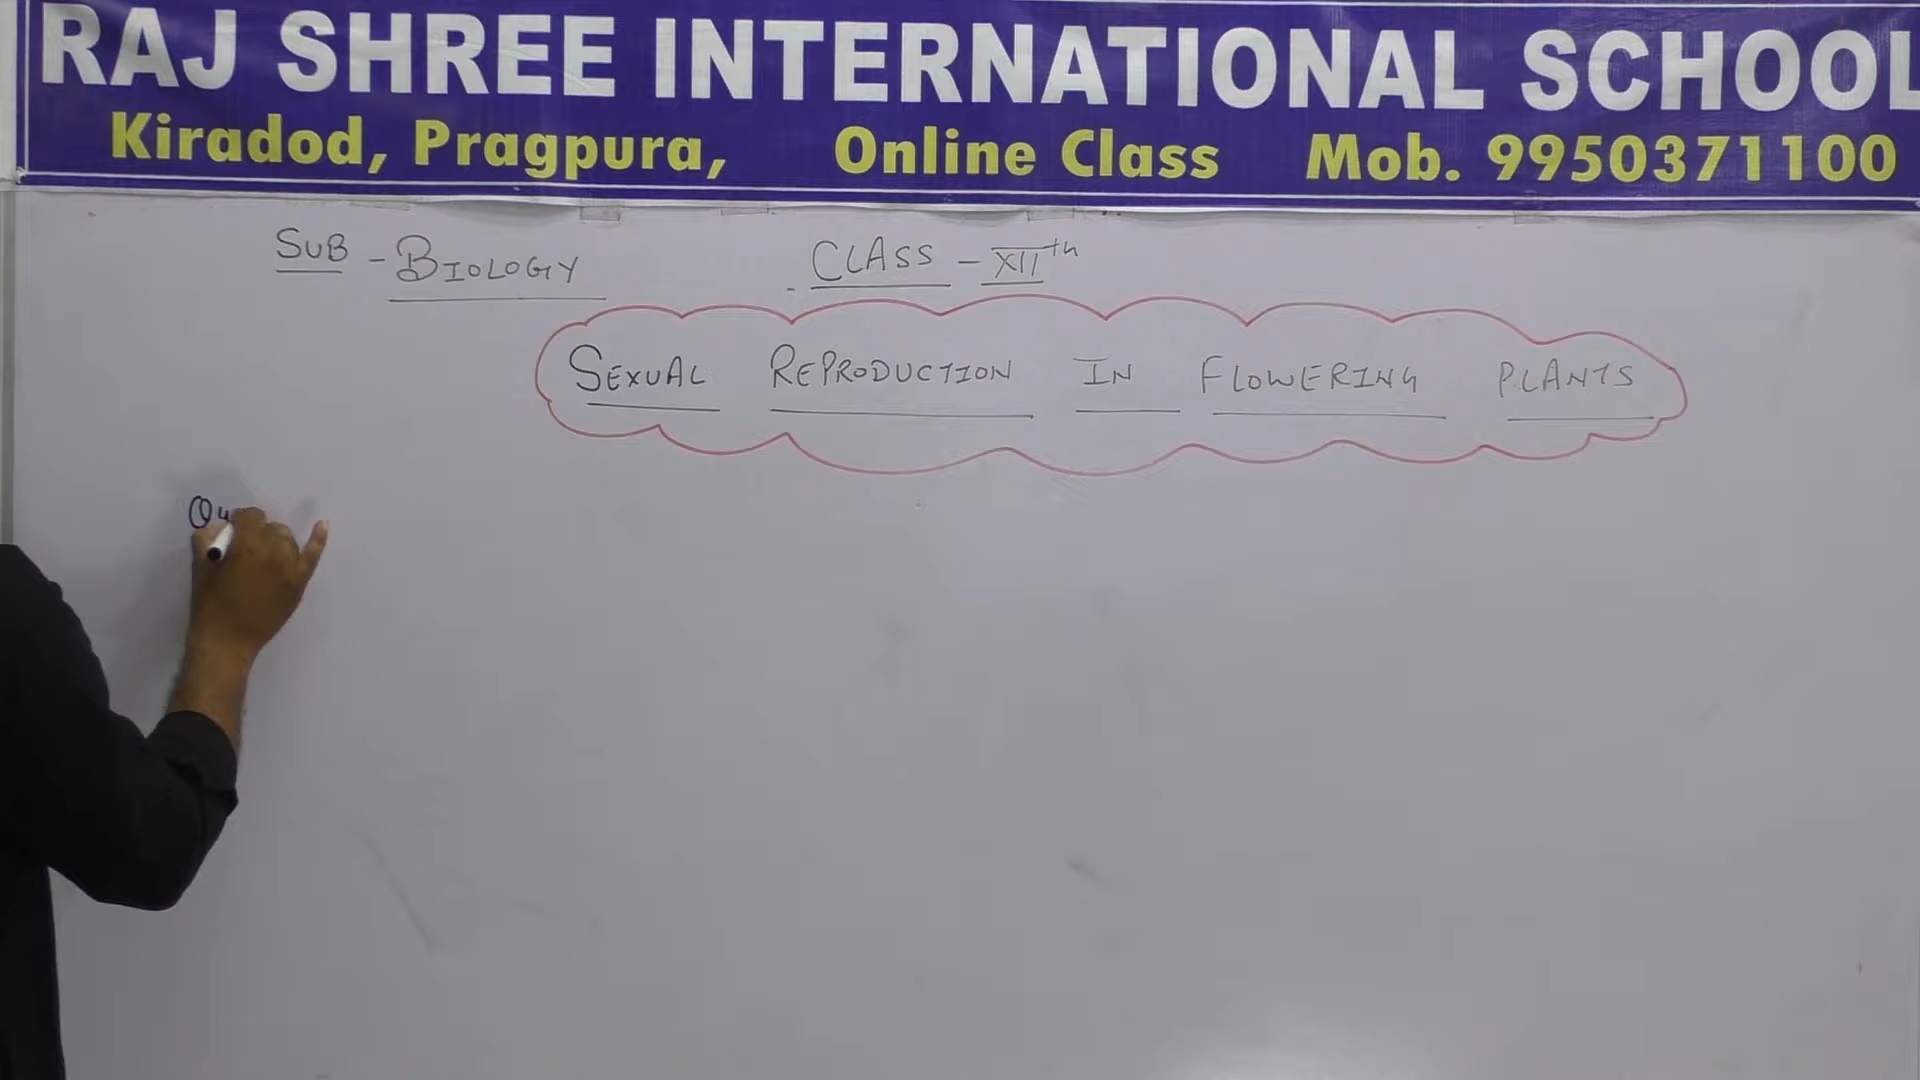 RAJ SHREE INTERNATIONAL SCHOOL
Kiradod, Pragpura, Online Class Mob. 9950371100
SUB - BIOLOGY CLASS - XIIth
SEXUAL REPRODUCTION IN FLOWERING PLANTS